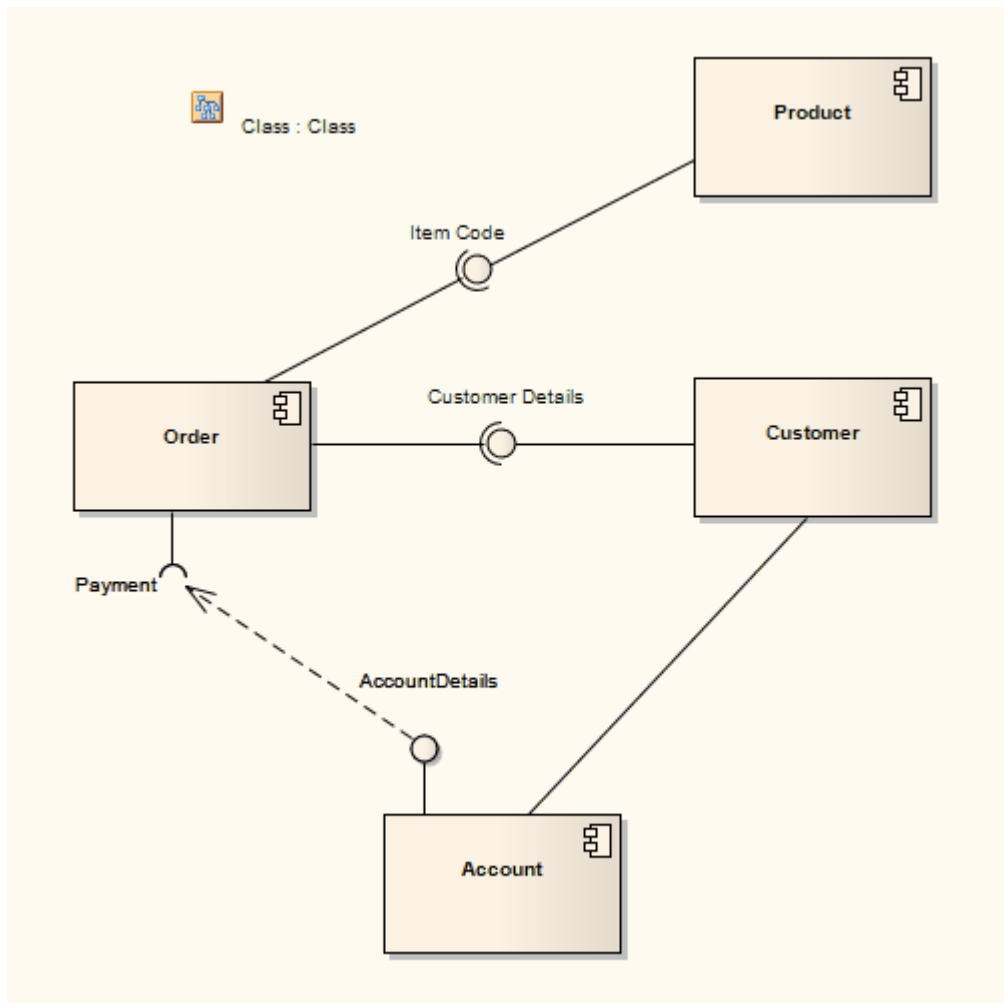 Product
Class : Class
Item Code
Customer Details
Order
Customer
Payment
AccountDetails
Account